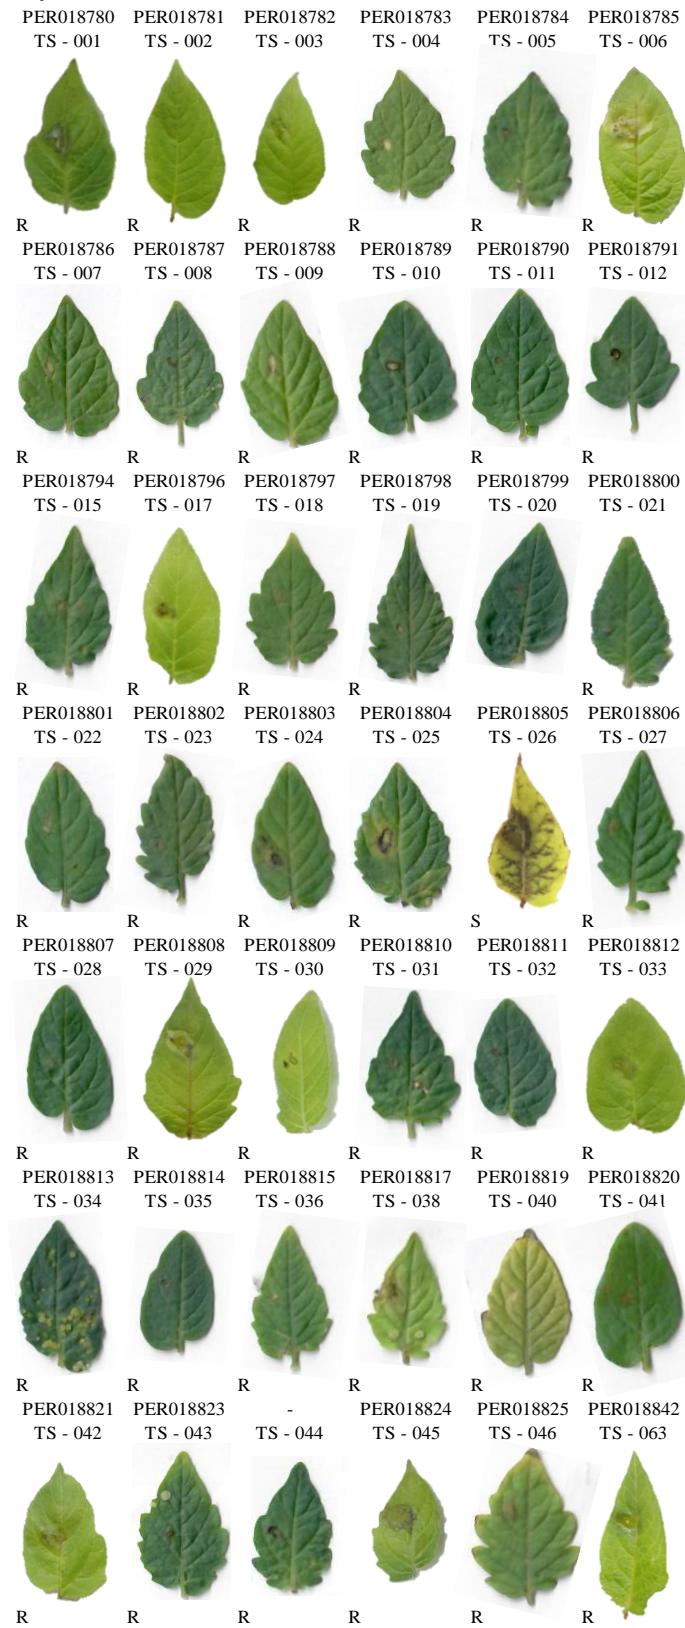 PER018780 PER018781 PER018782 PER018783 PER018784 PER018785
TS - 001 TS - 002 TS - 003 TS - 004 TS - 005 TS - 006
R R R R R R
PER018786 PER018787 PER018788 PER018789 PER018790 PER018791
TS - 007 TS - 008 TS - 009 TS - 010 TS - 011 TS - 012
R R R R R R
PER018794 PER018796 PER018797 PER018798 PER018799 PER018800
TS - 015 TS - 017 TS - 018 TS - 019 TS - 020 TS - 021
R R R R R
PER018801 PER018802 PER018803 PER018804 PER018805 PER018806
TS - 022 TS - 023 TS - 024 TS - 025 TS - 026 TS - 027
R R R R S R
PER018807 PER018808 PER018809 PER018810 PER018811 PER018812
TS - 028 TS - 029 TS - 030 TS - 031 TS - 032 TS - 033
R R R R R R
PER018813 PER018814 PER018815 PER018817 PER018819 PER018820
TS - 034 TS - 035 TS - 036 TS - 038 TS - 040 TS - 041
R R R R R R
PER018821 PER018823 - PER018824 PER018825 PER018842
TS - 042 TS - 043 TS - 044 TS - 045 TS - 046 TS - 063
R R R R R R